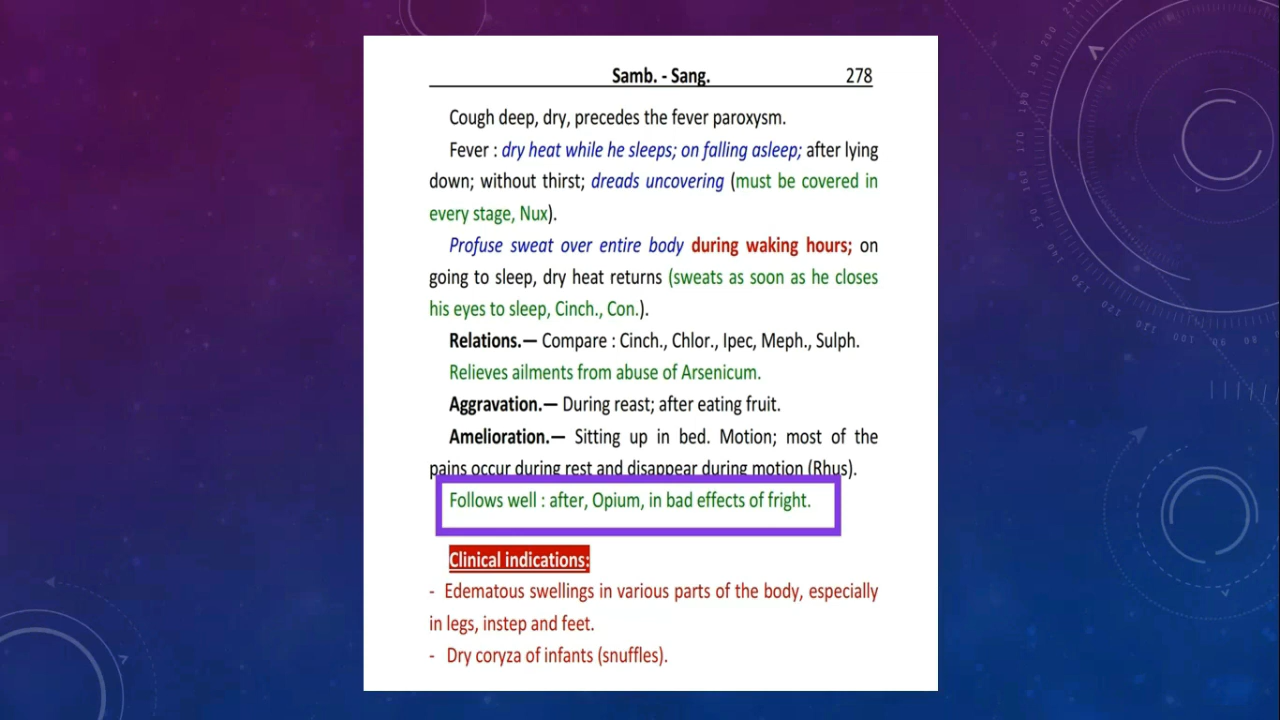 Samb. - Sang. 278
Cough deep, dry, precedes the fever paroxysm.
Fever : dry heat while he sleeps; on falling asleep; after lying
down; without thirst; dreads uncovering (must be covered in
every stage, Nux).
Profuse sweat over entire body during waking hours; on
going to sleep, dry heat returns (sweats as soon as he closes
his eyes to sleep, Cinch., Con.).
Relations.— Compare : Cinch., Chlor., Ipec, Meph., Sulph.
Relieves ailments from abuse of Arsenicum.
Aggravation.— During reast; after eating fruit.
Amelioration.— Sitting up in bed. Motion; most of the
pains occur during rest and disappear during motion (Rhus).
Follows well : after, Opium, in bad effects of fright.
Clinical indications:
- Edematous swellings in various parts of the body, especially
in legs, instep and feet.
- Dry coryza of infants (snuffles).